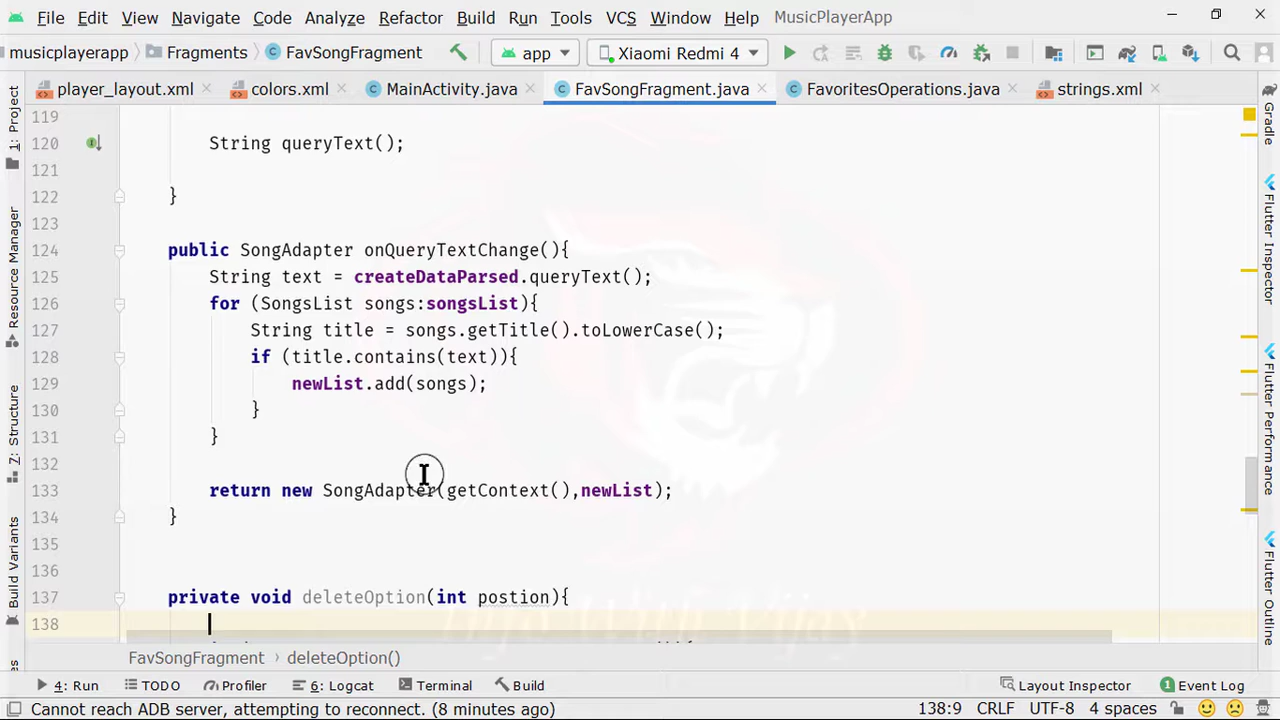 File Edit View Navigate Code Analyze Refactor Build Run Tools VCS Window Help MusicPlayerApp
musicplayerapp Fragments FavSongFragment app Xiaomi Redmi 4
player_layout.xml colors.xml MainActivity.java FavSongFragment.java FavoritesOperations.java strings.xml
119
120 String queryText();
121
122 }
123
124 public SongAdapter onQueryTextChange(){
125 String text = createDataParsed.queryText();
126 for (SongsList songs:songsList){
127 String title = songs.getTitle().toLowerCase();
128 if (title.contains(text)){
129 newList.add(songs);
130 }
131 }
132
133 return new SongAdapter(getContext(),newList);
134 }
135
136
137 private void deleteOption(int postion){
138
FavSongFragment deleteOption()
4: Run TODO Profiler 6: Logcat Terminal Build Layout Inspector 1 Event Log
Cannot reach ADB server, attempting to reconnect. (8 minutes ago) 138:9 CRLF UTF-8 4 spaces
1: Project
Resource Manager
Z: Structure
Build Variants
Gradle
Flutter Inspector
Flutter Performance
Flutter Outline